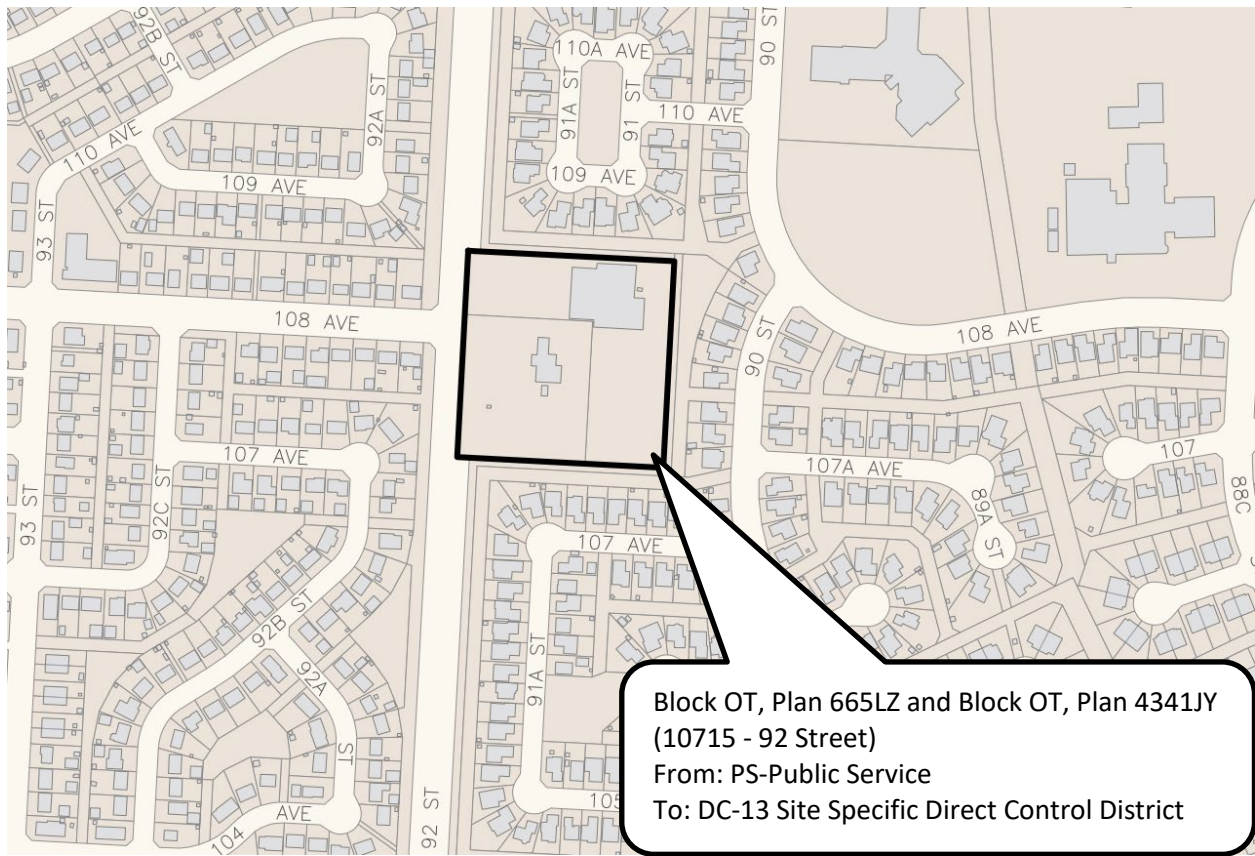 92B ST
110A AVE
90 ST
91A ST
91 ST
110 AVE
92A ST
110 AVE
109 AVE
109 AVE
93 ST
108 AVE
108 AVE
90 ST
107 AVE
107A AVE
107
93 ST
92C ST
89A ST
88C
107 AVE
92B ST
92A
ST
91A ST
92 ST
104 AVE
105
Block OT, Plan 665LZ and Block OT, Plan 4341JY
(10715 - 92 Street)
From: PS-Public Service
To: DC-13 Site Specific Direct Control District